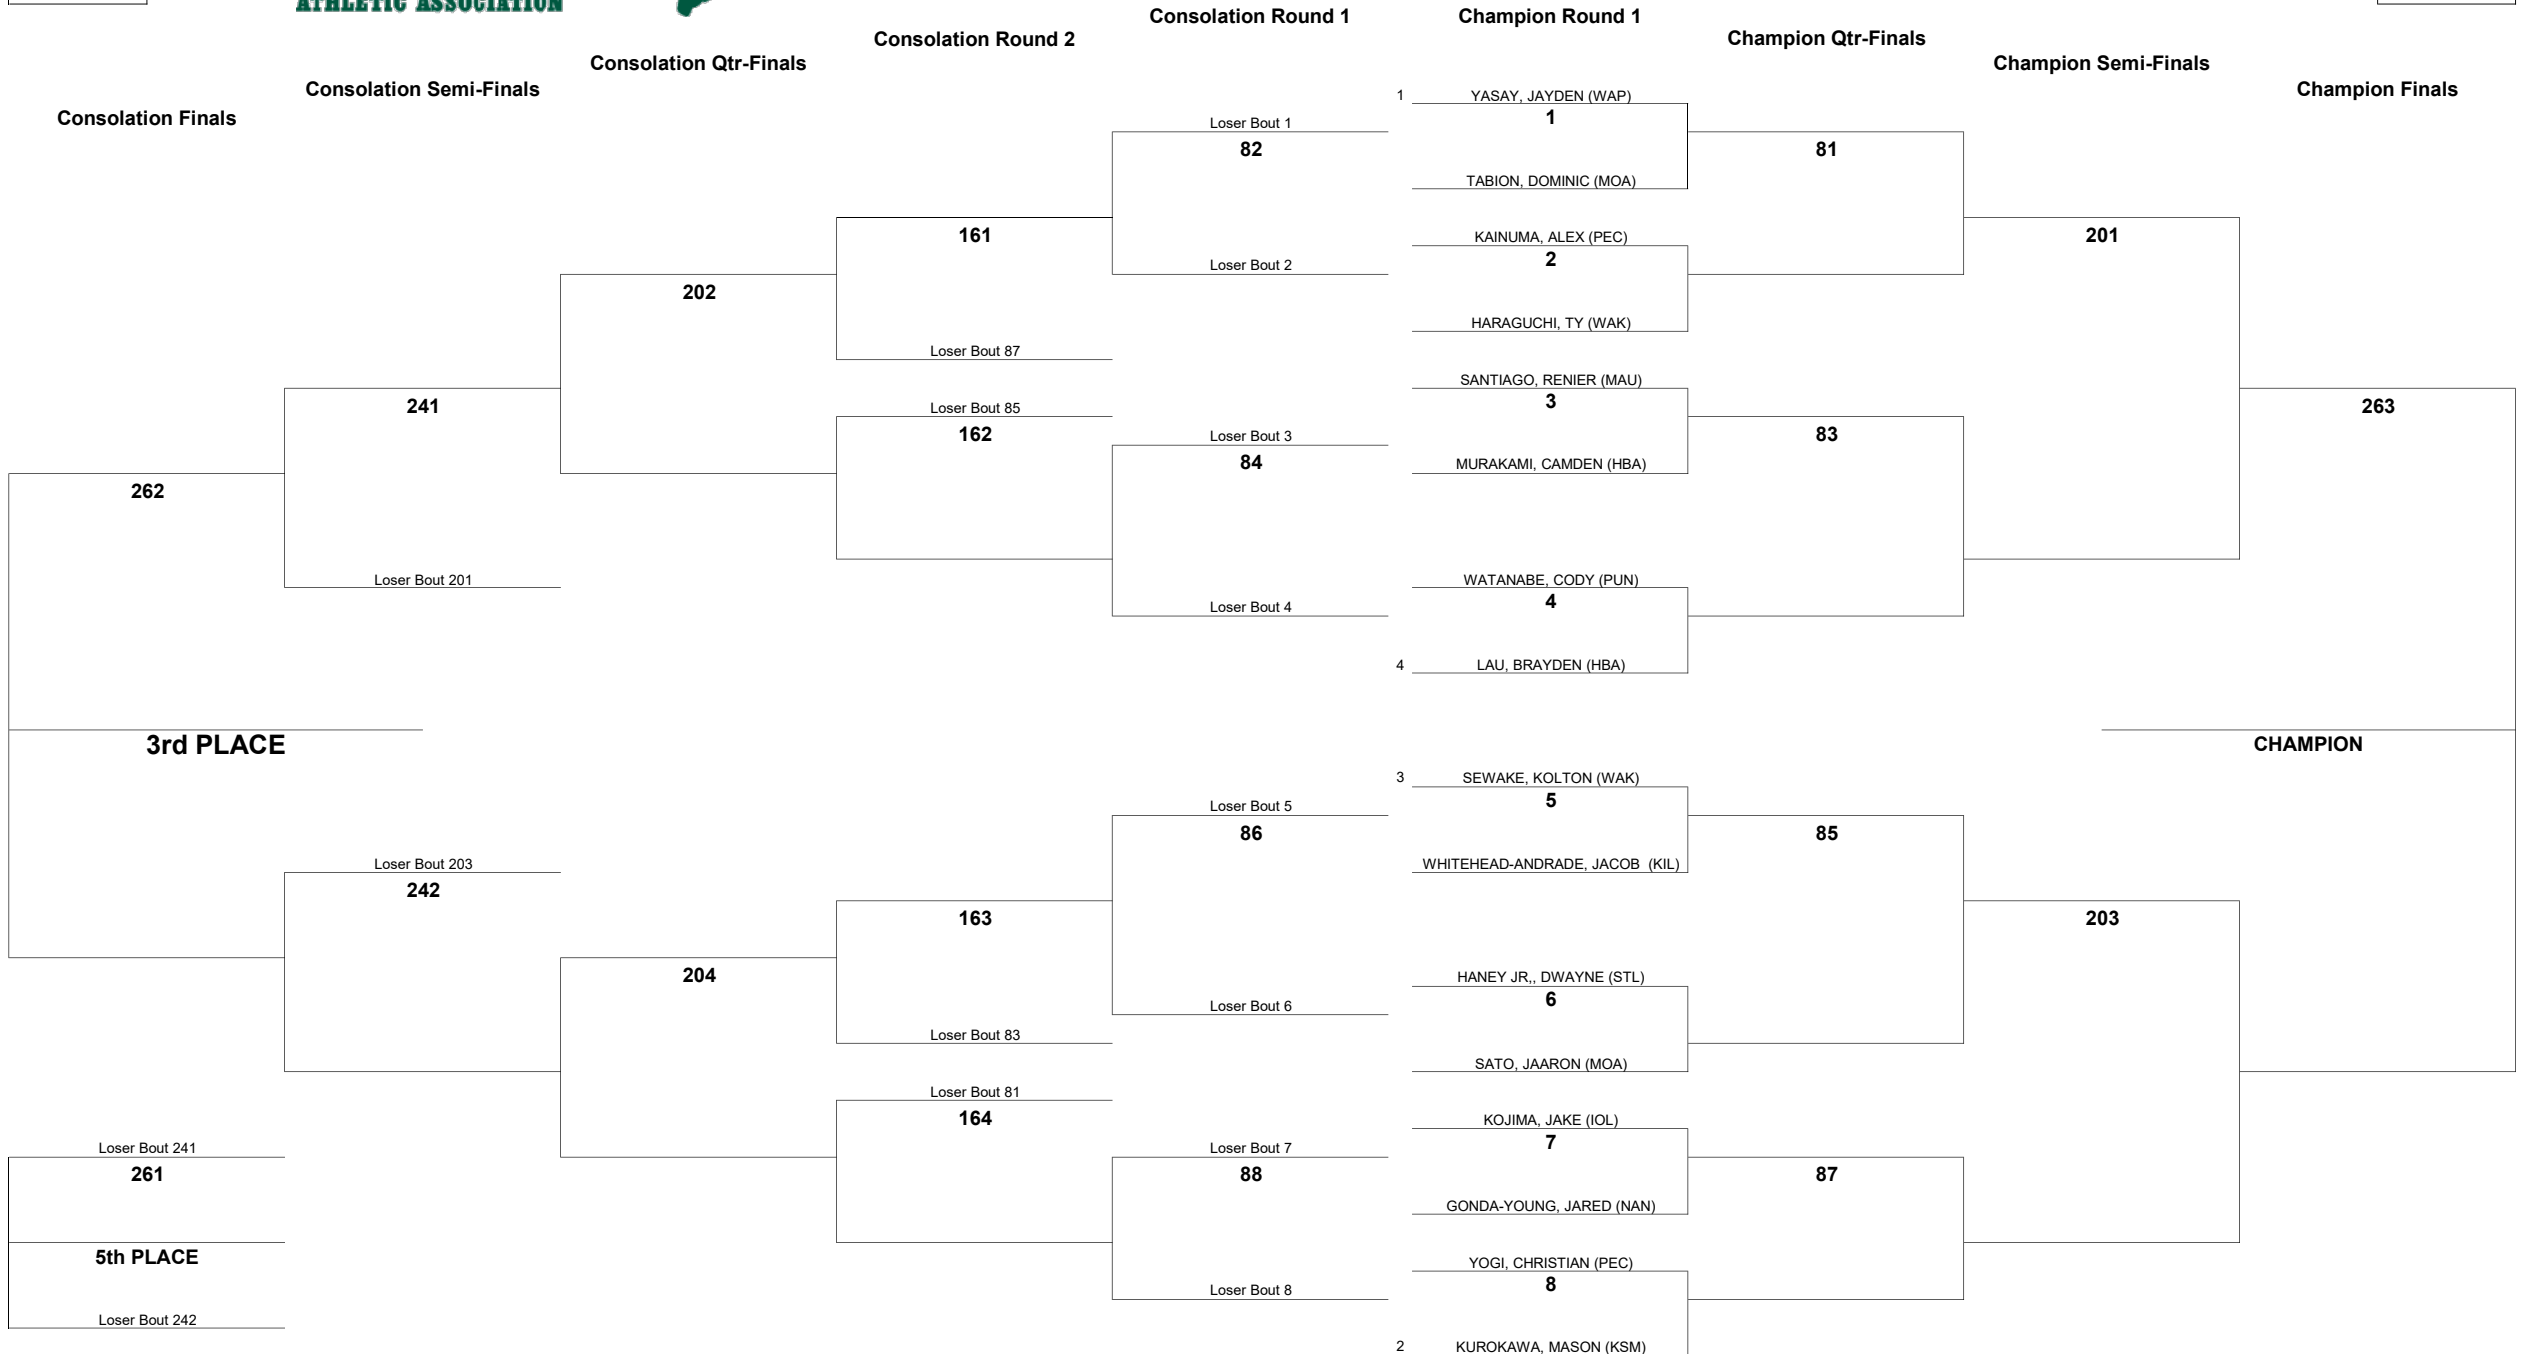 ATHLETIC ASSOCIATION
Consolation Round 1
Champion Round 1
Consolation Round 2
Champion Qtr-Finals
Consolation Qtr-Finals
Champion Semi-Finals
Consolation Semi-Finals
Champion Finals
Consolation Finals
1 YASAY, JAYDEN (WAP)
1
TABION, DOMINIC (MOA)
KAINUMA, ALEX (PEC)
2
HARAGUCHI, TY (WAK)
SANTIAGO, RENIER (MAU)
3
MURAKAMI, CAMDEN (HBA)
WATANABE, CODY (PUN)
4
4 LAU, BRAYDEN (HBA)
3 SEWAKE, KOLTON (WAK)
5
WHITEHEAD-ANDRADE, JACOB  (KIL)
HANEY JR,, DWAYNE (STL)
6
SATO, JAARON (MOA)
KOJIMA, JAKE (IOL)
7
GONDA-YOUNG, JARED (NAN)
YOGI, CHRISTIAN (PEC)
8
2 KUROKAWA, MASON (KSM)
81
83
85
87
201
203
263
CHAMPION
Loser Bout 1
82
Loser Bout 2
Loser Bout 3
84
Loser Bout 4
Loser Bout 5
86
Loser Bout 6
Loser Bout 7
88
Loser Bout 8
161
Loser Bout 87
Loser Bout 85
162
163
Loser Bout 83
Loser Bout 81
164
202
204
241
Loser Bout 201
Loser Bout 203
242
262
3rd PLACE
Loser Bout 241
261
5th PLACE
Loser Bout 242